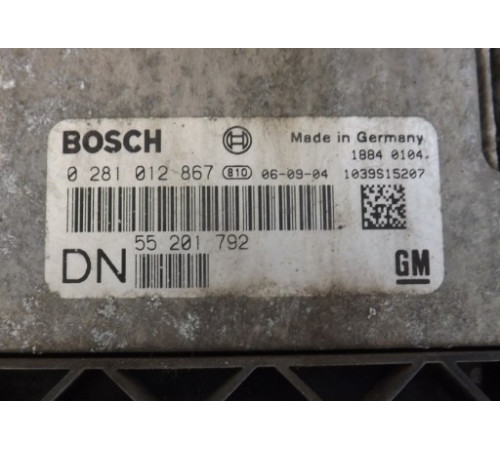 BOSCH Made in Germany
1884 0104.
0 281 012 867 810 06-09-04 1039S15207
55 201 792
DN GM